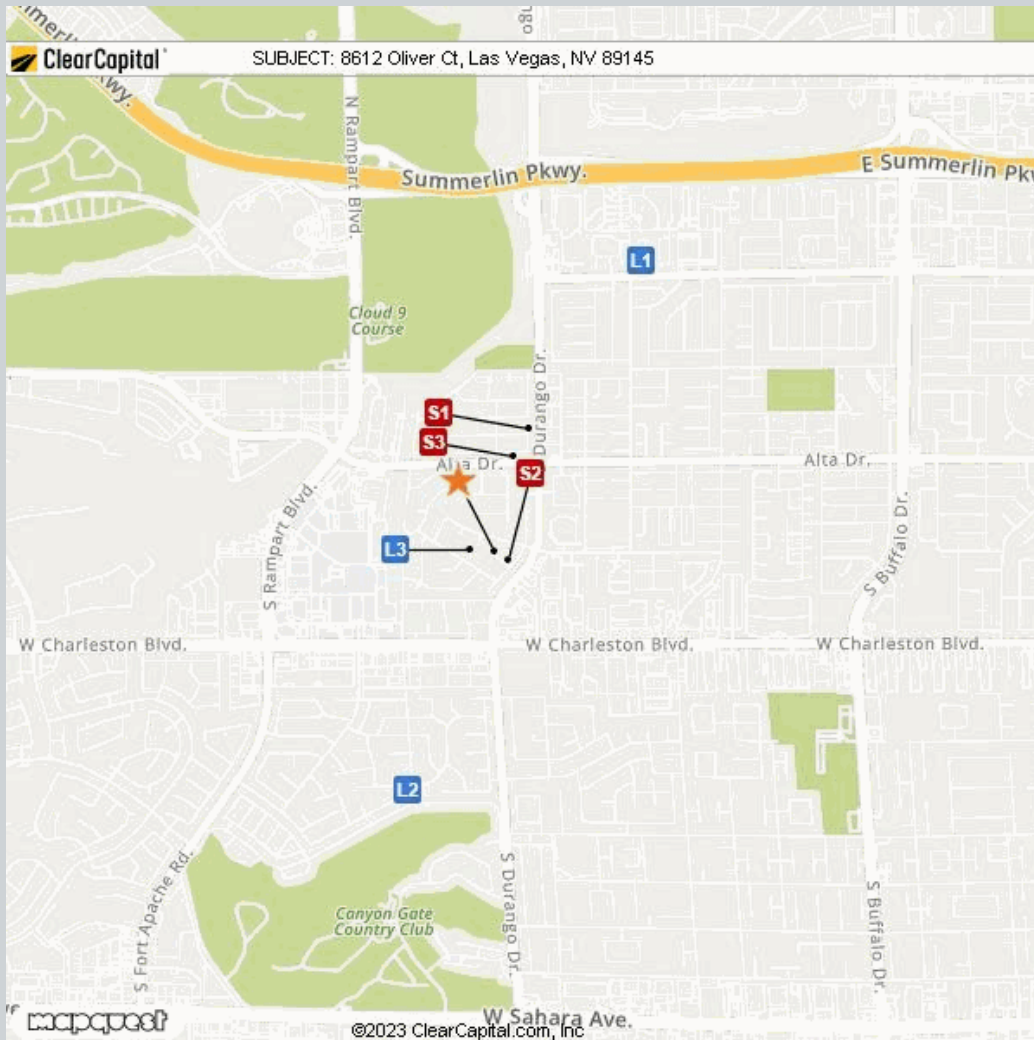 ClearCapital
SUBJECT: 8612 Oliver Ct, Las Vegas, NV 89145
Pkwy.
N Rampart Blvd.
Summerlin Pkwy.
E Summerlin Pkw
L1
Cloud 9
Course
Durango Dr.
S1
S3
Alta Dr.
S2
Alta Dr.
S Rampart Blvd.
L3
S Buffalo Dr.
W Charleston Blvd.
W Charleston Blvd.
W Charleston Blvd.
L2
S Fort Apache Rd.
S Durango Dr.
S Buffalo Dr.
Canyon Gate
Country Club
mapquest
W Sahara Ave.
©2023 ClearCapital.com, Inc